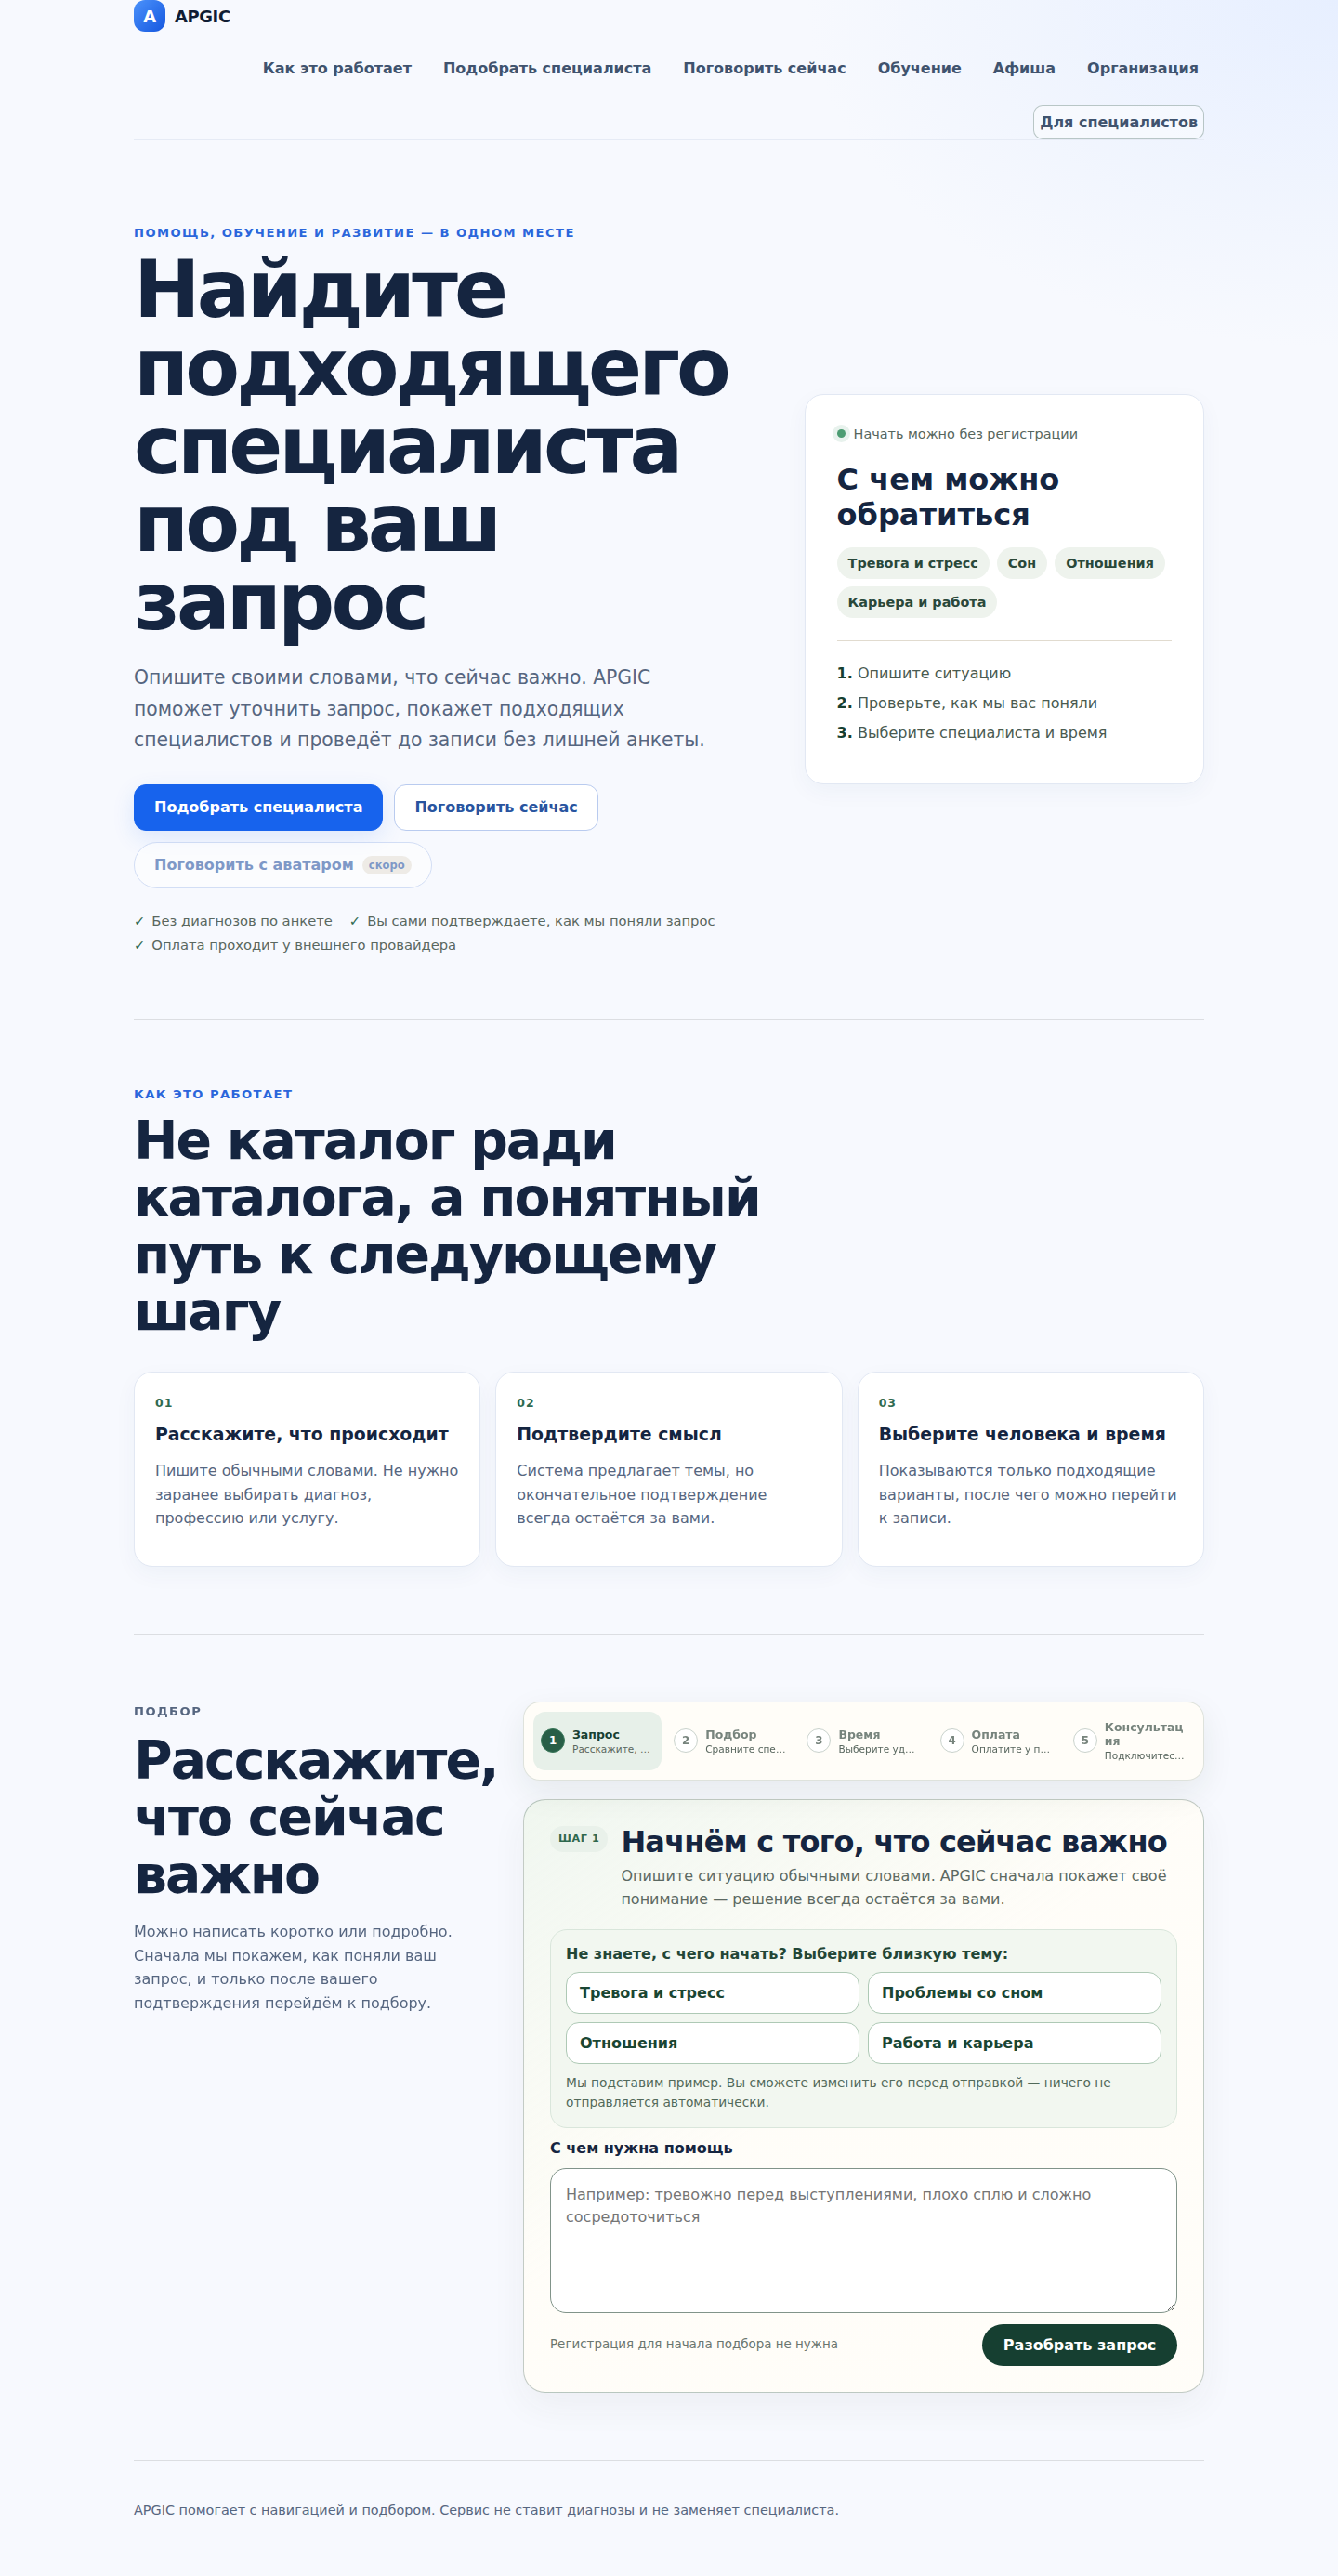 A APGIC
Как это работает Подобрать специалиста Поговорить сейчас Обучение Афиша Организация
Для специалистов
ПОМОЩЬ, ОБУЧЕНИЕ И РАЗВИТИЕ — В ОДНОМ МЕСТЕ
Найдите
подходящего
специалиста
под ваш
запрос
Опишите своими словами, что сейчас важно. APGIC
поможет уточнить запрос, покажет подходящих
специалистов и проведёт до записи без лишней анкеты.
Подобрать специалиста Поговорить сейчас
Поговорить с аватаром скоро
✓ Без диагнозов по анкете ✓ Вы сами подтверждаете, как мы поняли запрос
✓ Оплата проходит у внешнего провайдера
Начать можно без регистрации
С чем можно
обратиться
Тревога и стресс Сон Отношения
Карьера и работа
1. Опишите ситуацию
2. Проверьте, как мы вас поняли
3. Выберите специалиста и время
КАК ЭТО РАБОТАЕТ
Не каталог ради
каталога, а понятный
путь к следующему
шагу
01
Расскажите, что происходит
Пишите обычными словами. Не нужно
заранее выбирать диагноз,
профессию или услугу.
02
Подтвердите смысл
Система предлагает темы, но
окончательное подтверждение
всегда остаётся за вами.
03
Выберите человека и время
Показываются только подходящие
варианты, после чего можно перейти
к записи.
ПОДБОР
Расскажите,
что сейчас
важно
Можно написать коротко или подробно.
Сначала мы покажем, как поняли ваш
запрос, и только после вашего
подтверждения перейдём к подбору.
1 Запрос
Расскажите, …
2 Подбор
Сравните спе…
3 Время
Выберите уд…
4 Оплата
Оплатите у п…
5 Консультац
ия
Подключитес…
ШАГ 1 Начнём с того, что сейчас важно
Опишите ситуацию обычными словами. APGIC сначала покажет своё
понимание — решение всегда остаётся за вами.
Не знаете, с чего начать? Выберите близкую тему:
Тревога и стресс Проблемы со сном
Отношения Работа и карьера
Мы подставим пример. Вы сможете изменить его перед отправкой — ничего не
отправляется автоматически.
С чем нужна помощь
Например: тревожно перед выступлениями, плохо сплю и сложно
сосредоточиться
Регистрация для начала подбора не нужна Разобрать запрос
APGIC помогает с навигацией и подбором. Сервис не ставит диагнозы и не заменяет специалиста.